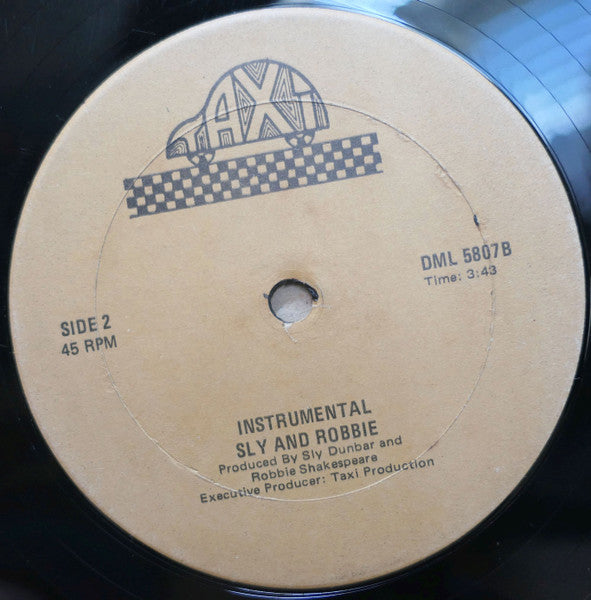 TAXI
DML 5807B
Time: 3:43
SIDE 2
45 RPM
INSTRUMENTAL
SLY AND ROBBIE
Produced By Sly Dunbar and
Robbie Shakespeare
Executive Producer: Taxi Production